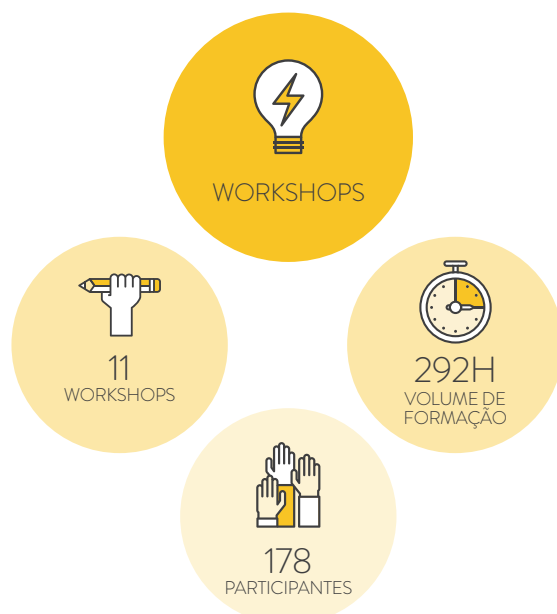 WORKSHOPS
11
WORKSHOPS
292H
VOLUME DE
FORMAÇÃO
178
PARTICIPANTES